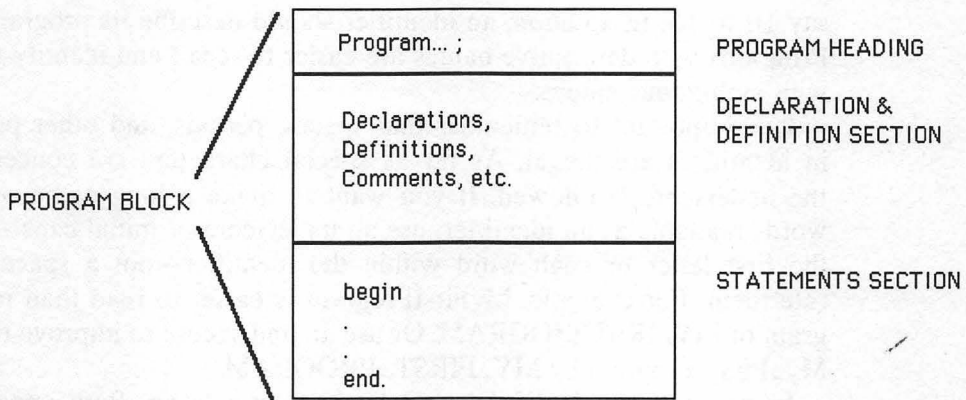 Program... ;
PROGRAM HEADING
Declarations,
Definitions,
Comments, etc.
DECLARATION &
DEFINITION SECTION
PROGRAM BLOCK
begin
.
.
end.
STATEMENTS SECTION